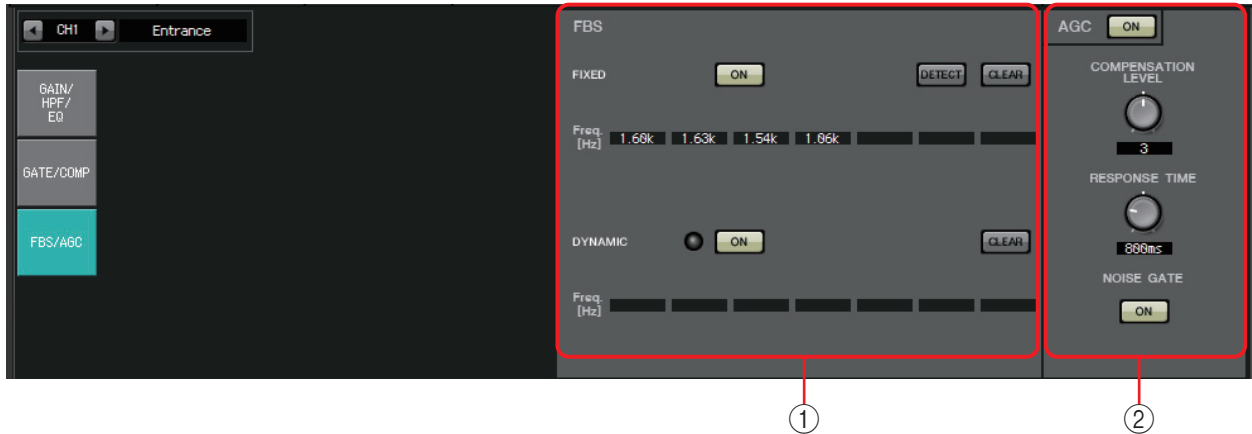 CH1 Entrance
GAIN/
HPF/
EQ
GATE/COMP
FBS/AGC
FBS
FIXED ON DETECT CLEAR
Freq.
[Hz] 1.60k 1.63k 1.54k 1.06k
DYNAMIC ON CLEAR
Freq.
[Hz]
AGC ON
COMPENSATION
LEVEL
3
RESPONSE TIME
800ms
NOISE GATE
ON
1 2